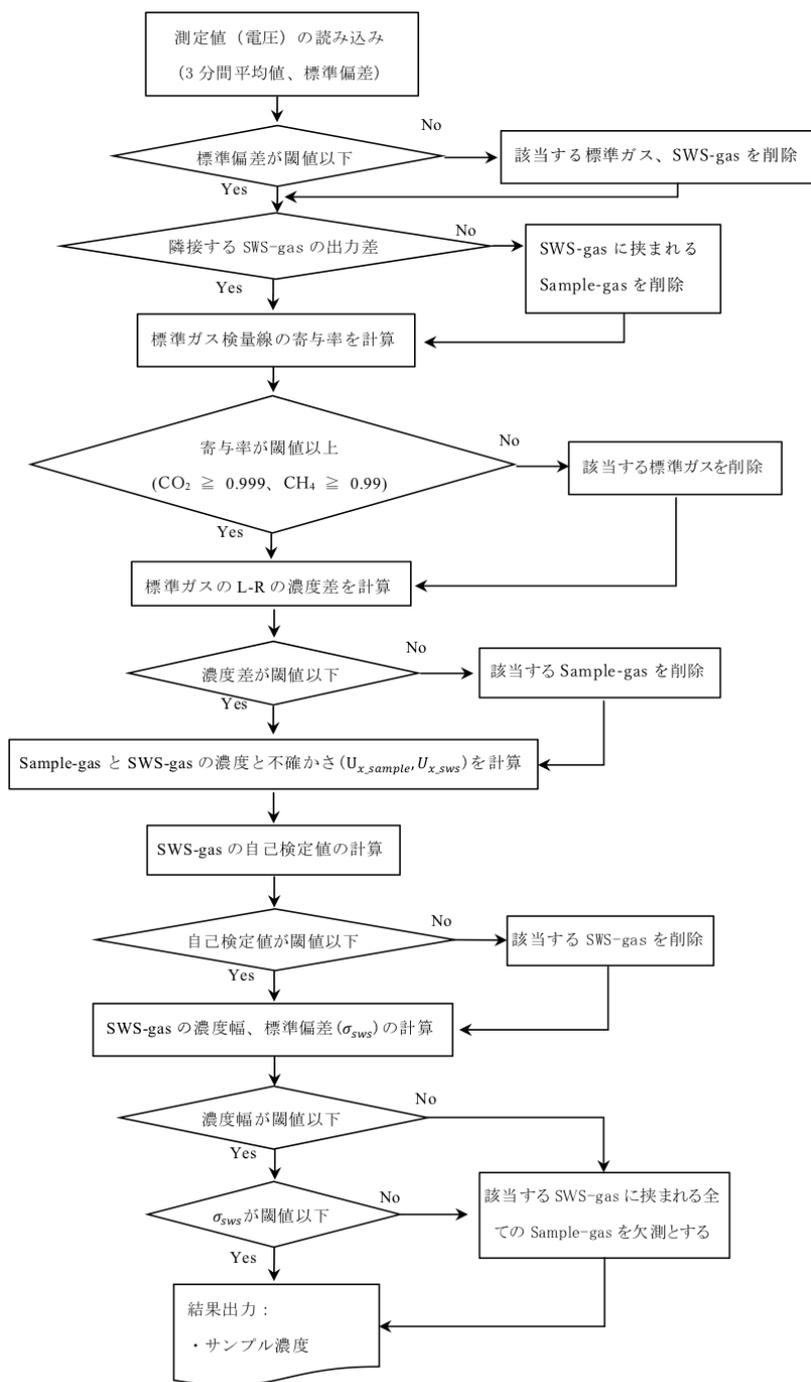 測定値（電圧）の読み込み
（3 分間平均値、標準偏差）
標準偏差が閾値以下
No
該当する標準ガス、SWS-gas を削除
Yes
隣接する SWS-gas の出力差
No
SWS-gas に挟まれる
Sample-gas を削除
Yes
標準ガス検量線の寄与率を計算
寄与率が閾値以上
(CO₂ ≧ 0.999、CH₄ ≧ 0.99)
No
該当する標準ガスを削除
Yes
標準ガスの L-R の濃度差を計算
濃度差が閾値以下
No
該当する Sample-gas を削除
Yes
Sample-gas と SWS-gas の濃度と不確かさ(U_{x_sample}, U_{x_sws})を計算
SWS-gas の自己検定値の計算
自己検定値が閾値以下
No
該当する SWS-gas を削除
Yes
SWS-gas の濃度幅、標準偏差(σ_{sws})の計算
濃度幅が閾値以下
No
Yes
σ_{sws}が閾値以下
No
該当する SWS-gas に挟まれる全
ての Sample-gas を欠測とする
Yes
結果出力：
・サンプル濃度